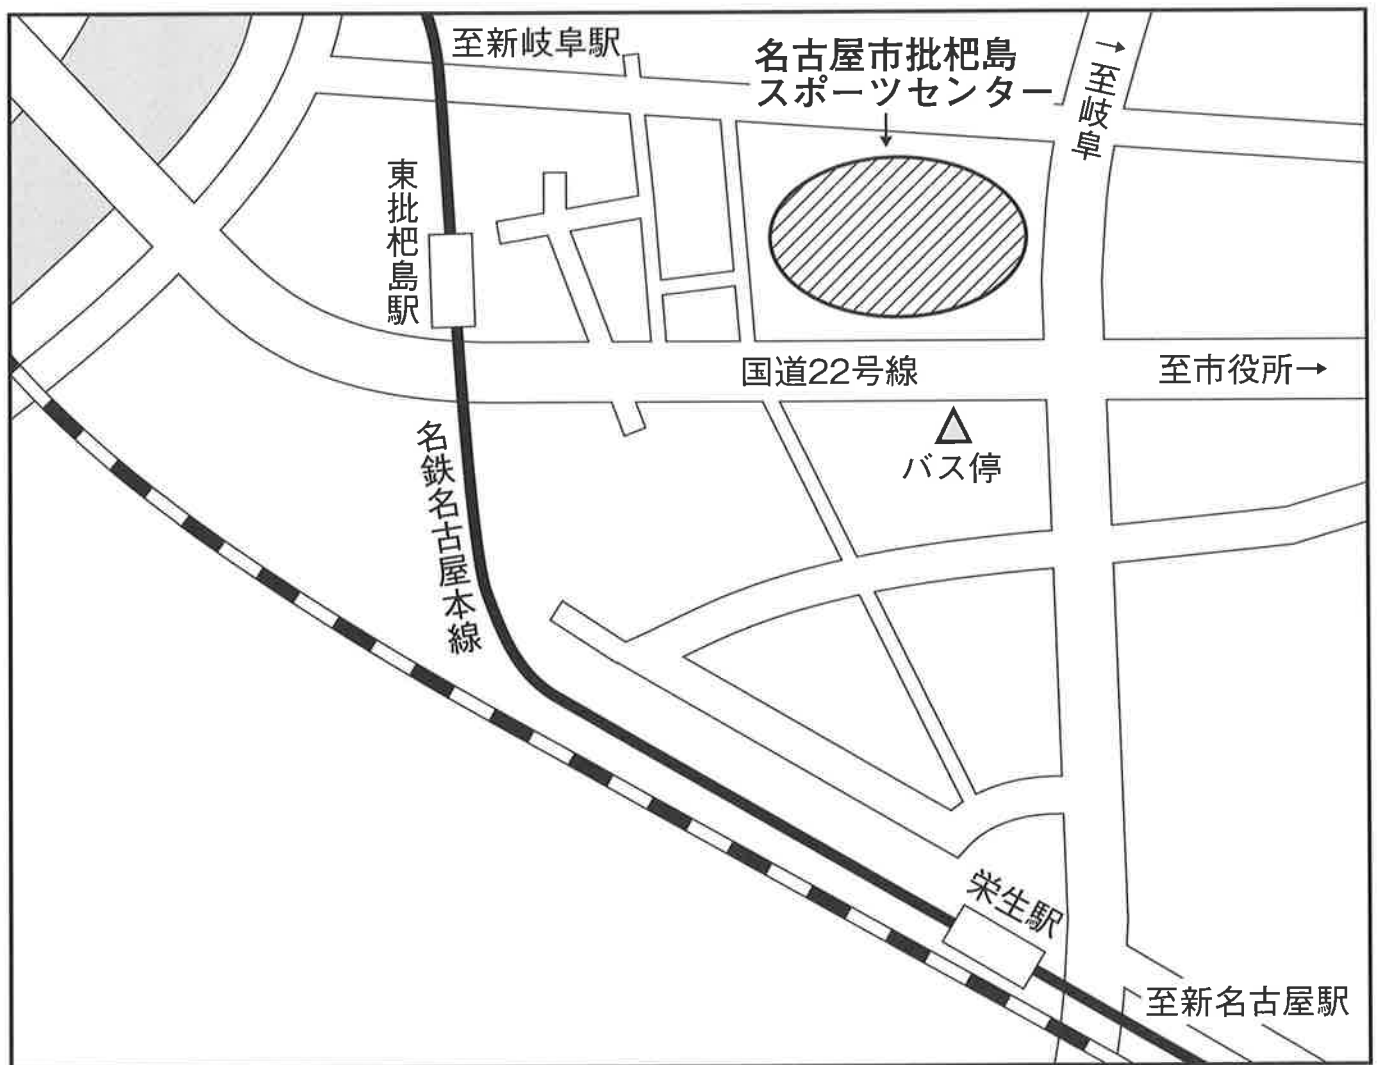 至新岐阜駅
名古屋市批杷島
スポーツセンター
→至岐阜
東批杷島駅
国道22号線
至市役所→
バス停
名鉄名古屋本線
栄生駅
至新名古屋駅